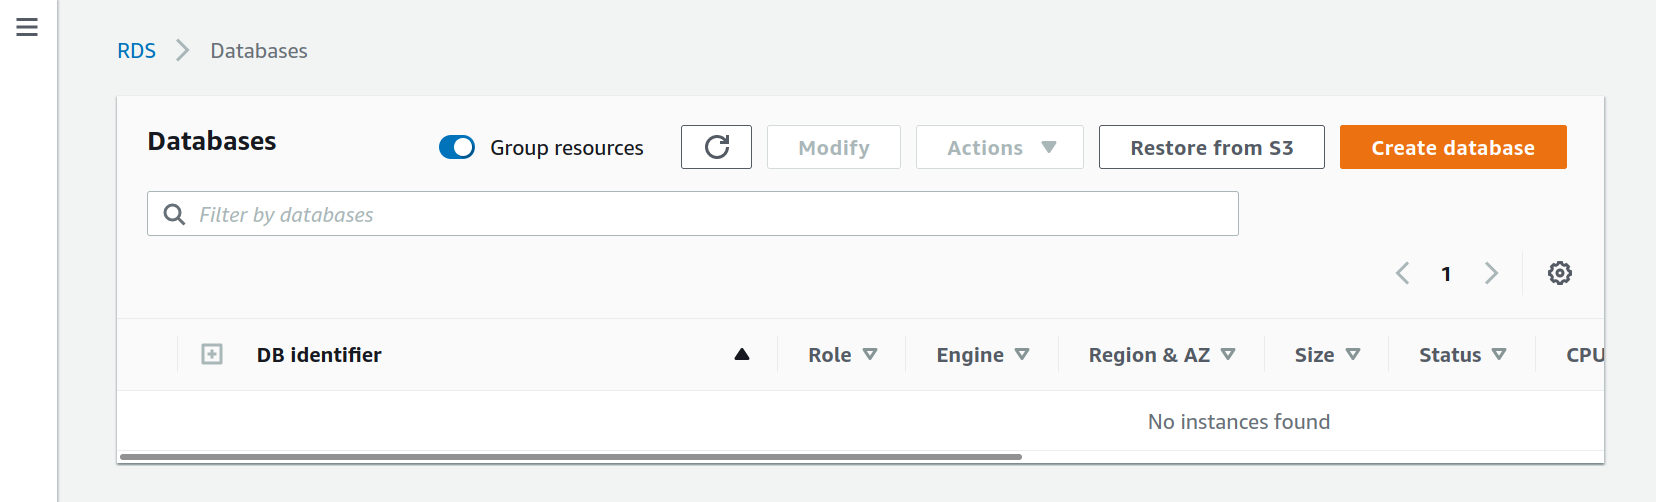 RDS > Databases
Databases
Group resources
Modify
Actions
Restore from S3
Create database
Filter by databases
1
DB identifier Role Engine Region & AZ Size Status CPU
No instances found